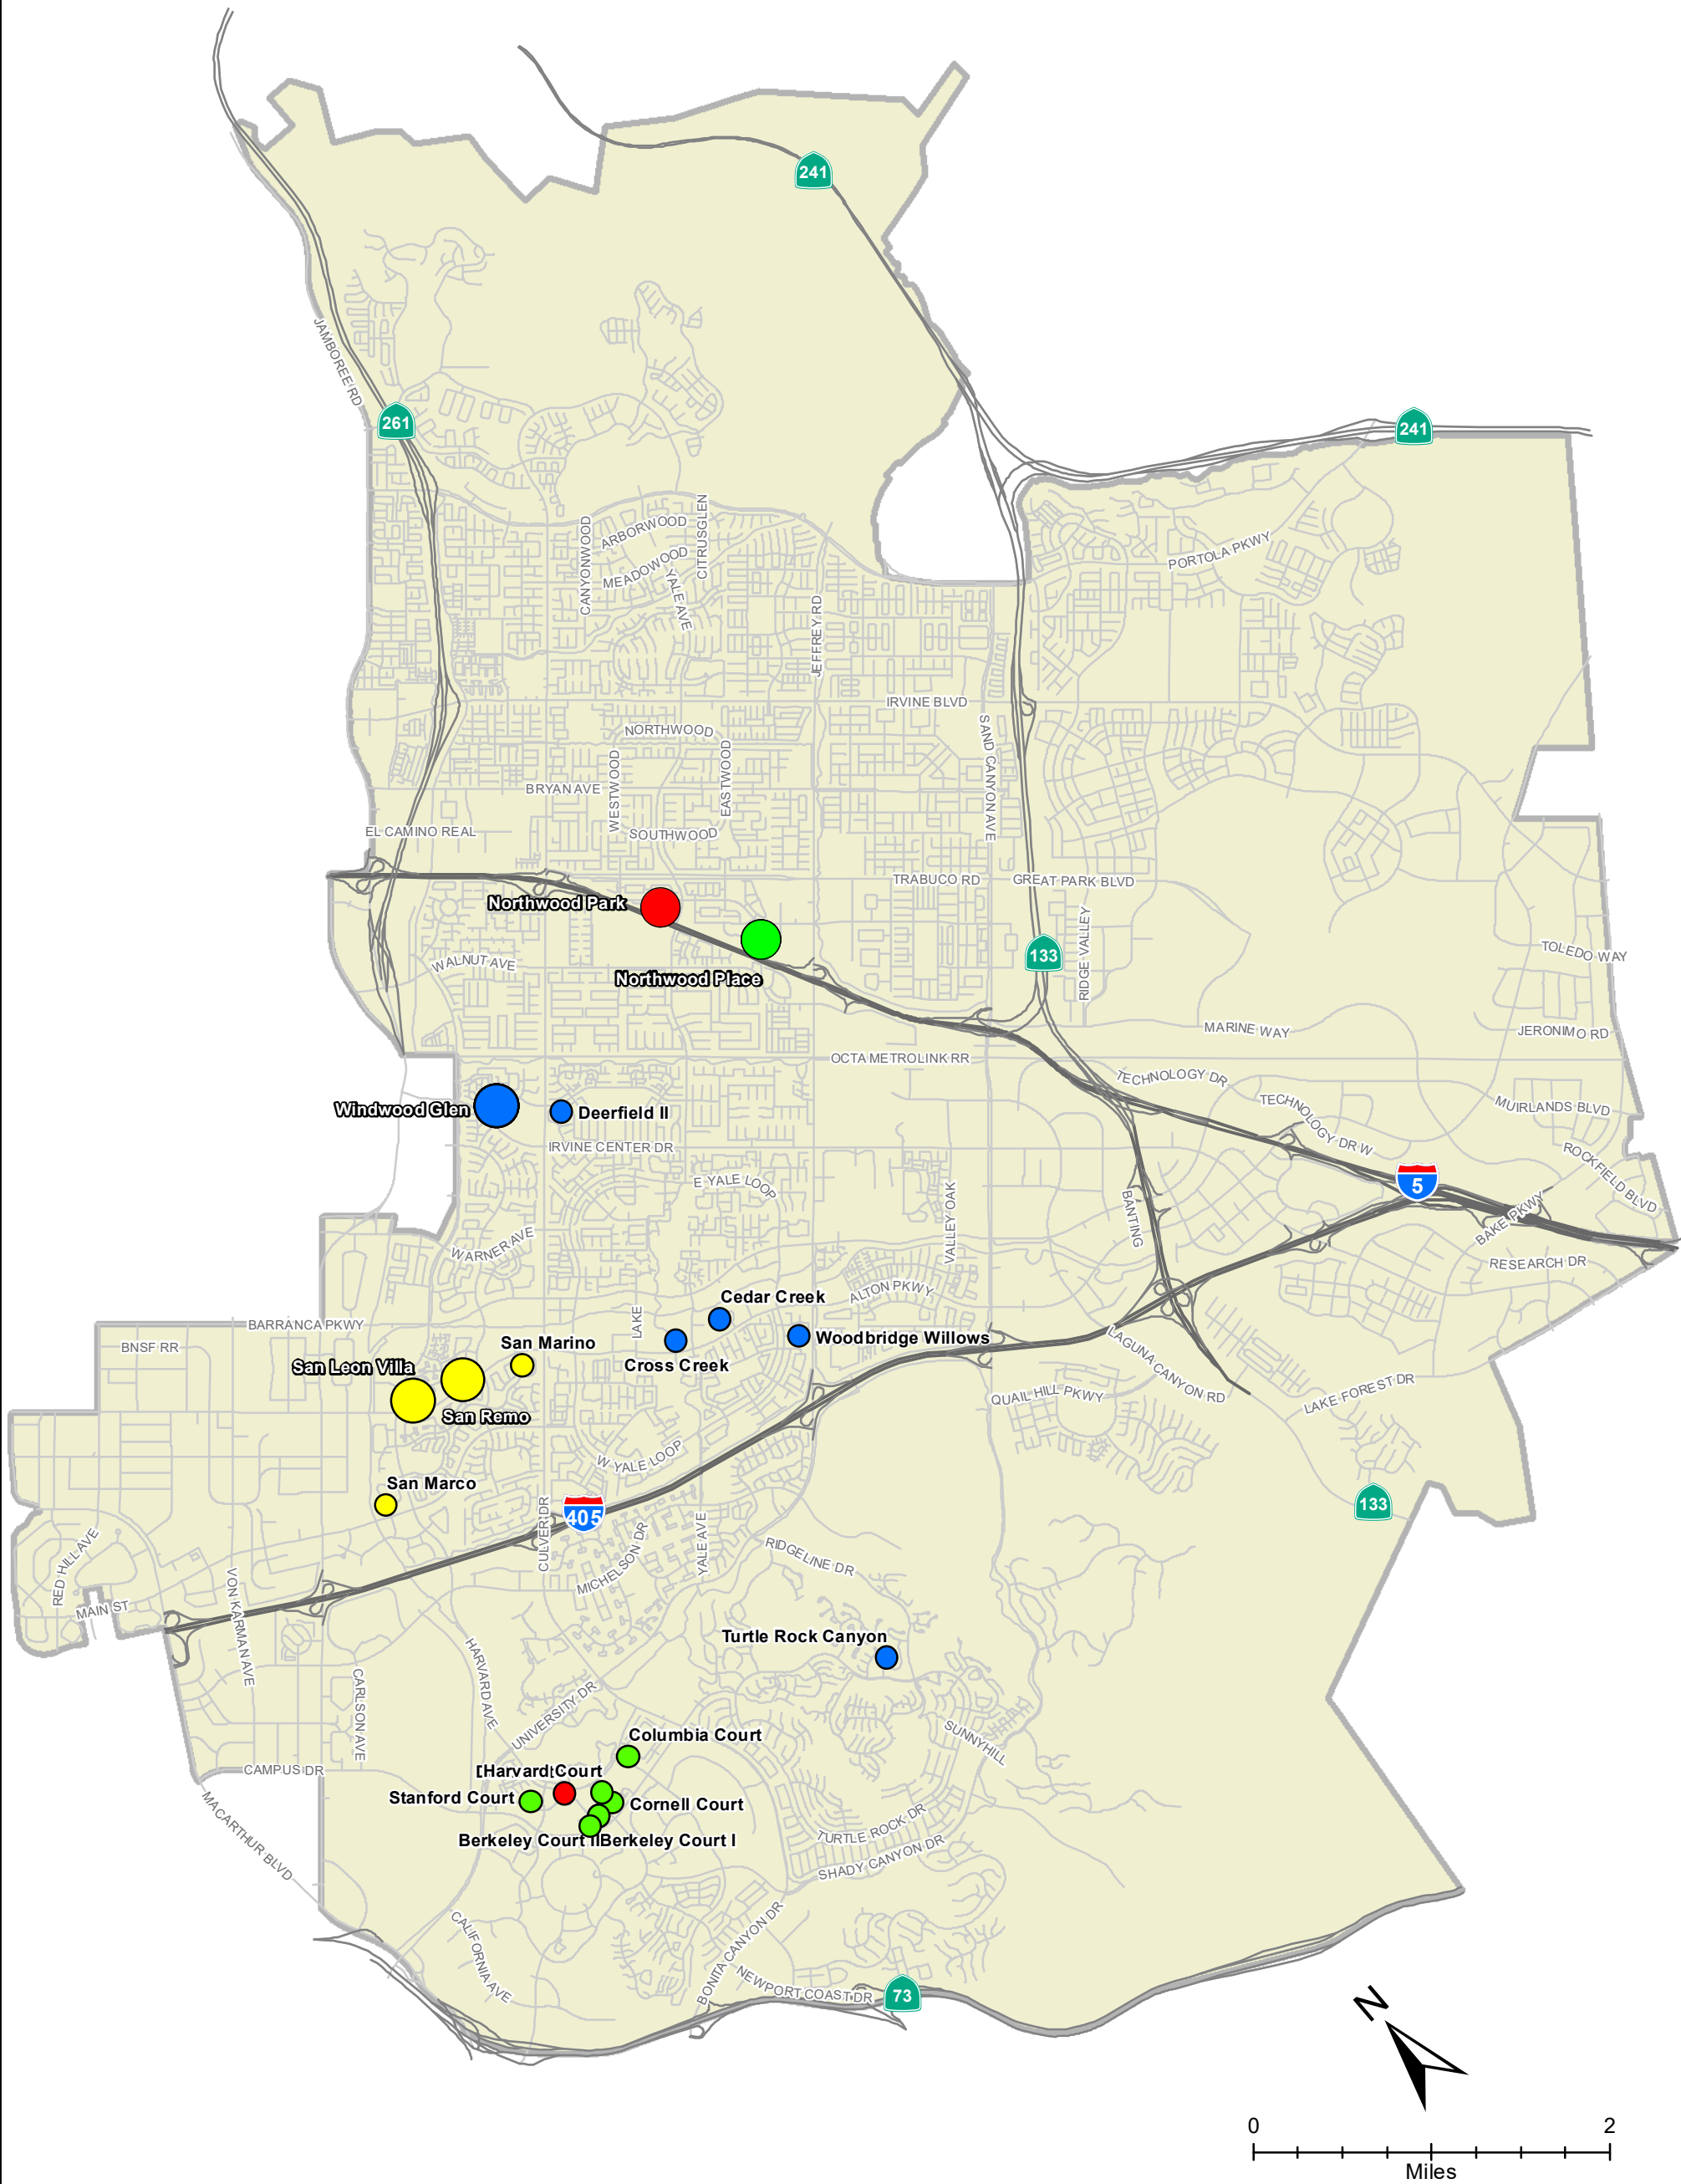 241
JAMBOREE RD
261
241
ARBORWOOD
CITRUSGLEN
CANYONWOOD
MEADOWOOD
YALE AVE
PORTOLA PKWY
JEFFREY RD
IRVINE BLVD
NORTHWOOD
SAND CANYON AVE
EASTWOOD
WESTWOOD
BRYAN AVE
EL CAMINO REAL
SOUTHWOOD
TRABUCO RD
GREAT PARK BLVD
Northwood Park
RIDGE VALLEY
133
TOLEDO WAY
WALNUT AVE
Northwood Place
MARINE WAY
JERONIMO RD
OCTA METROLINK RR
TECHNOLOGY DR
Windwood Glen
Deerfield II
TECHNOLOGY DR W
MUIRLANDS BLVD
IRVINE CENTER DR
ROCKFIELD BLVD
E YALE LOOP
5
VALLEY OAK
BANTING
BAKE PKWY
WARNER AVE
RESEARCH DR
ALTON PKWY
Cedar Creek
LAKE
BARRANCA PKWY
BNSF RR
San Marino
Woodbridge Willows
Cross Creek
LAGUNA CANYON RD
San Leon Villa
QUAIL HILL PKWY
LAKE FOREST DR
San Remo
W YALE LOOP
San Marco
133
405
CULVER DR
MICHELSON DR
YALE AVE
RED HILL AVE
RIDGELINE DR
MAIN ST
VON KARMAN AVE
Turtle Rock Canyon
HARVARD AVE
CARLSON AVE
UNIVERSITY DR
Columbia Court
SUNNYHILL
CAMPUS DR
Harvard Court
Stanford Court
Cornell Court
MACARTHUR BLVD
TURTLE ROCK DR
Berkeley Court II
Berkeley Court I
SHADY CANYON DR
CALIFORNIA AVE
BONITA CANYON DR
NEWPORT COAST DR
73
N
0 2
Miles